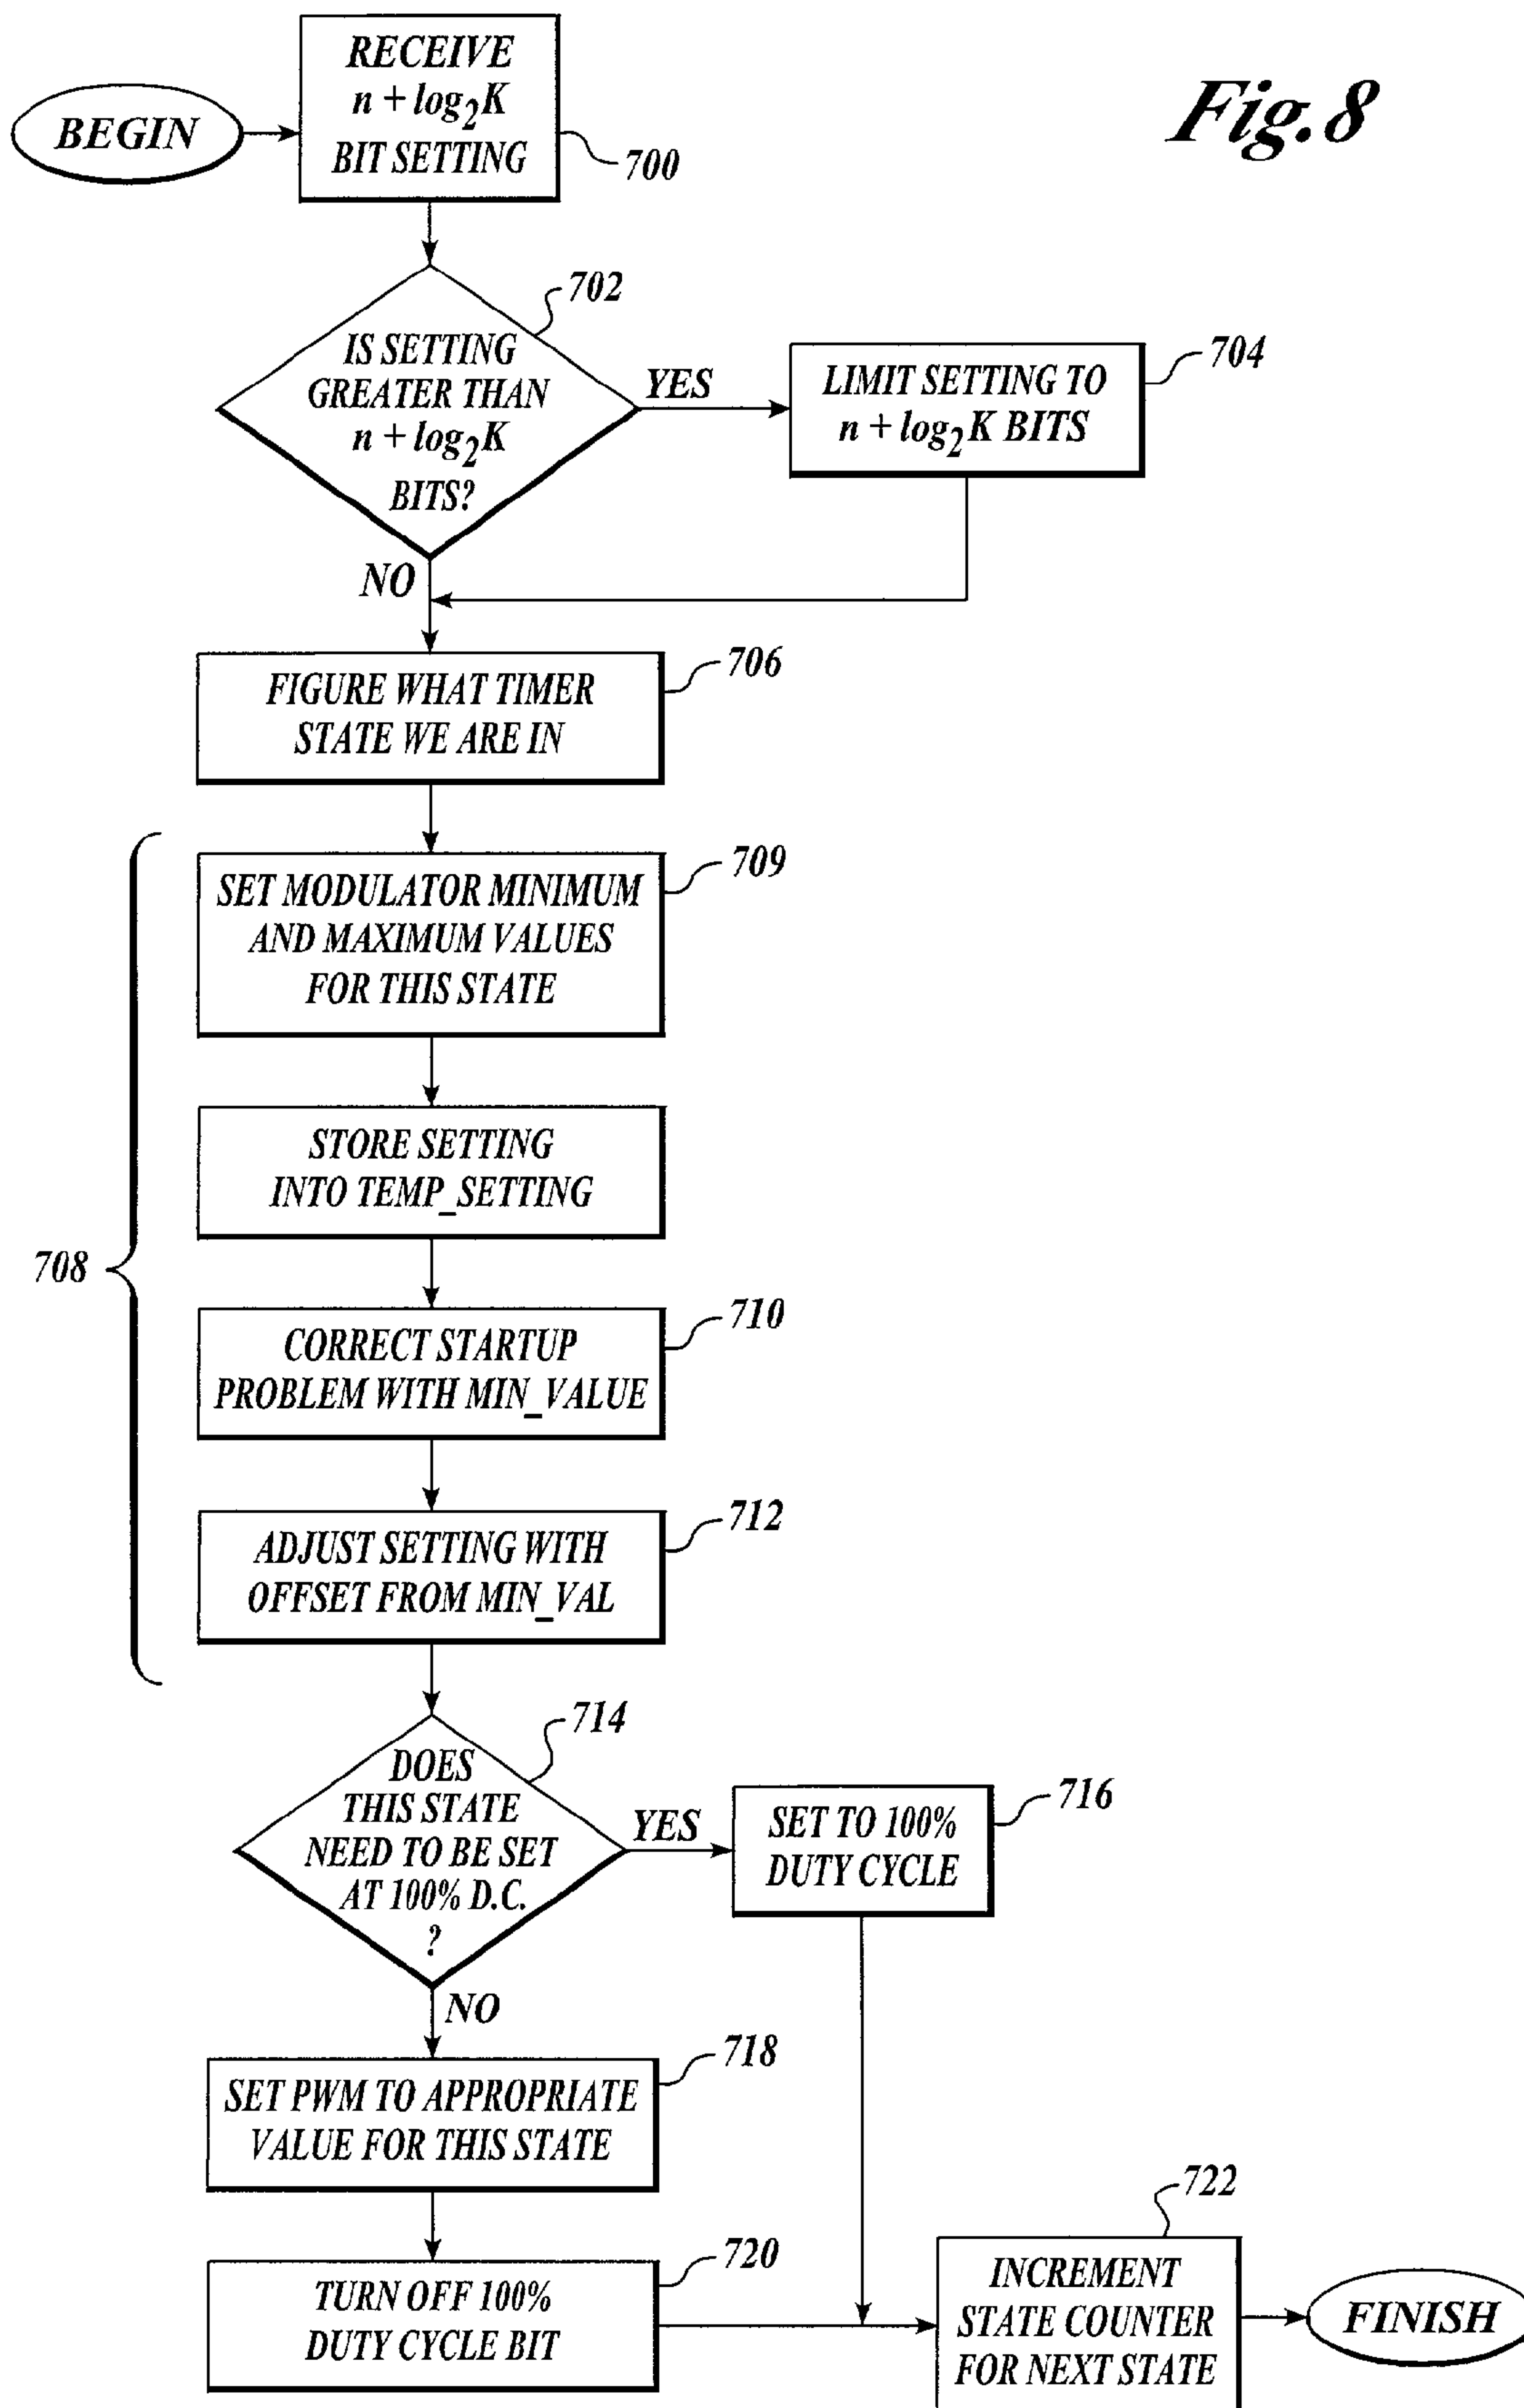 Fig. 8
BEGIN
RECEIVE
n + log₂K
BIT SETTING
700
702
IS SETTING
GREATER THAN
n + log₂K
BITS?
YES
LIMIT SETTING TO
n + log₂K BITS
704
NO
706
FIGURE WHAT TIMER
STATE WE ARE IN
708
709
SET MODULATOR MINIMUM
AND MAXIMUM VALUES
FOR THIS STATE
STORE SETTING
INTO TEMP_SETTING
710
CORRECT STARTUP
PROBLEM WITH MIN_VALUE
712
ADJUST SETTING WITH
OFFSET FROM MIN_VAL
714
DOES
THIS STATE
NEED TO BE SET
AT 100% D.C.
?
YES
SET TO 100%
DUTY CYCLE
716
NO
718
SET PWM TO APPROPRIATE
VALUE FOR THIS STATE
720
TURN OFF 100%
DUTY CYCLE BIT
722
INCREMENT
STATE COUNTER
FOR NEXT STATE
FINISH